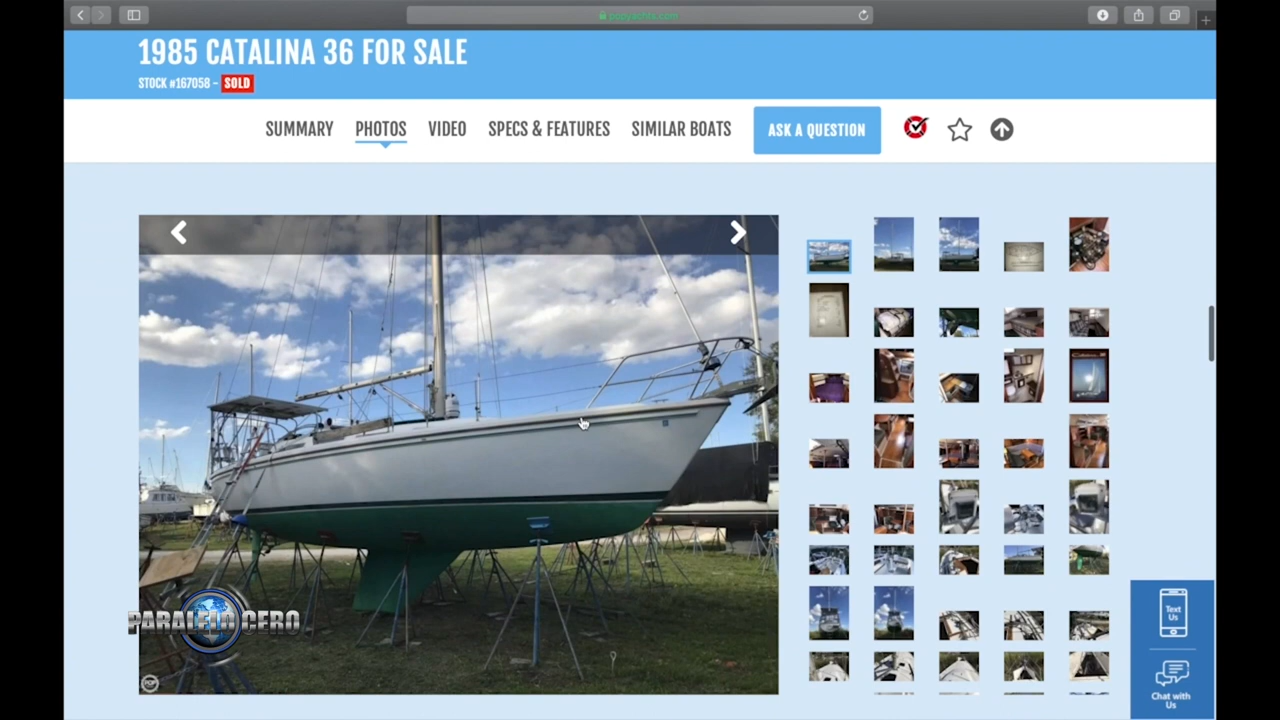 1985 CATALINA 36 FOR SALE
STOCK #167058 - SOLD
SUMMARY PHOTOS VIDEO SPECS & FEATURES SIMILAR BOATS ASK A QUESTION
PARALELO CERO
Text
Us
Chat with
Us